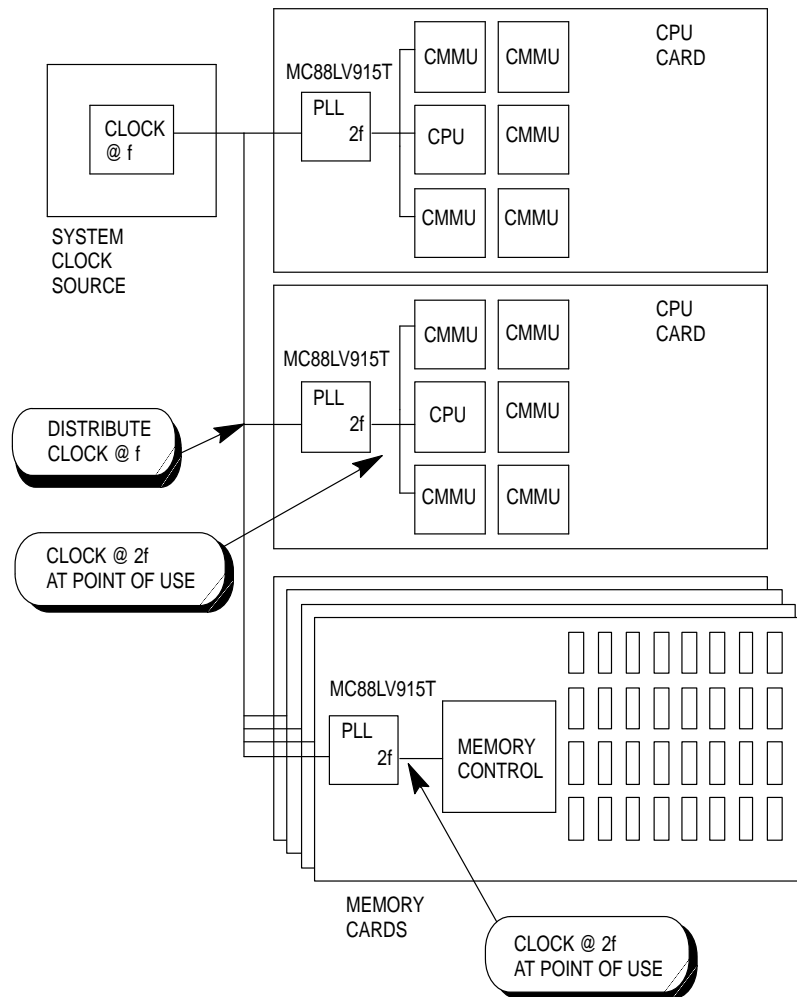 CPU
CARD
CMMU CMMU
MC88LV915T
PLL
2f
CPU CMMU
CMMU CMMU
CLOCK
@ f
SYSTEM
CLOCK
SOURCE
CPU
CARD
CMMU CMMU
MC88LV915T
PLL
2f
CPU CMMU
CMMU CMMU
DISTRIBUTE
CLOCK @ f
CLOCK @ 2f
AT POINT OF USE
MC88LV915T
PLL
2f
MEMORY
CONTROL
MEMORY
CARDS
CLOCK @ 2f
AT POINT OF USE